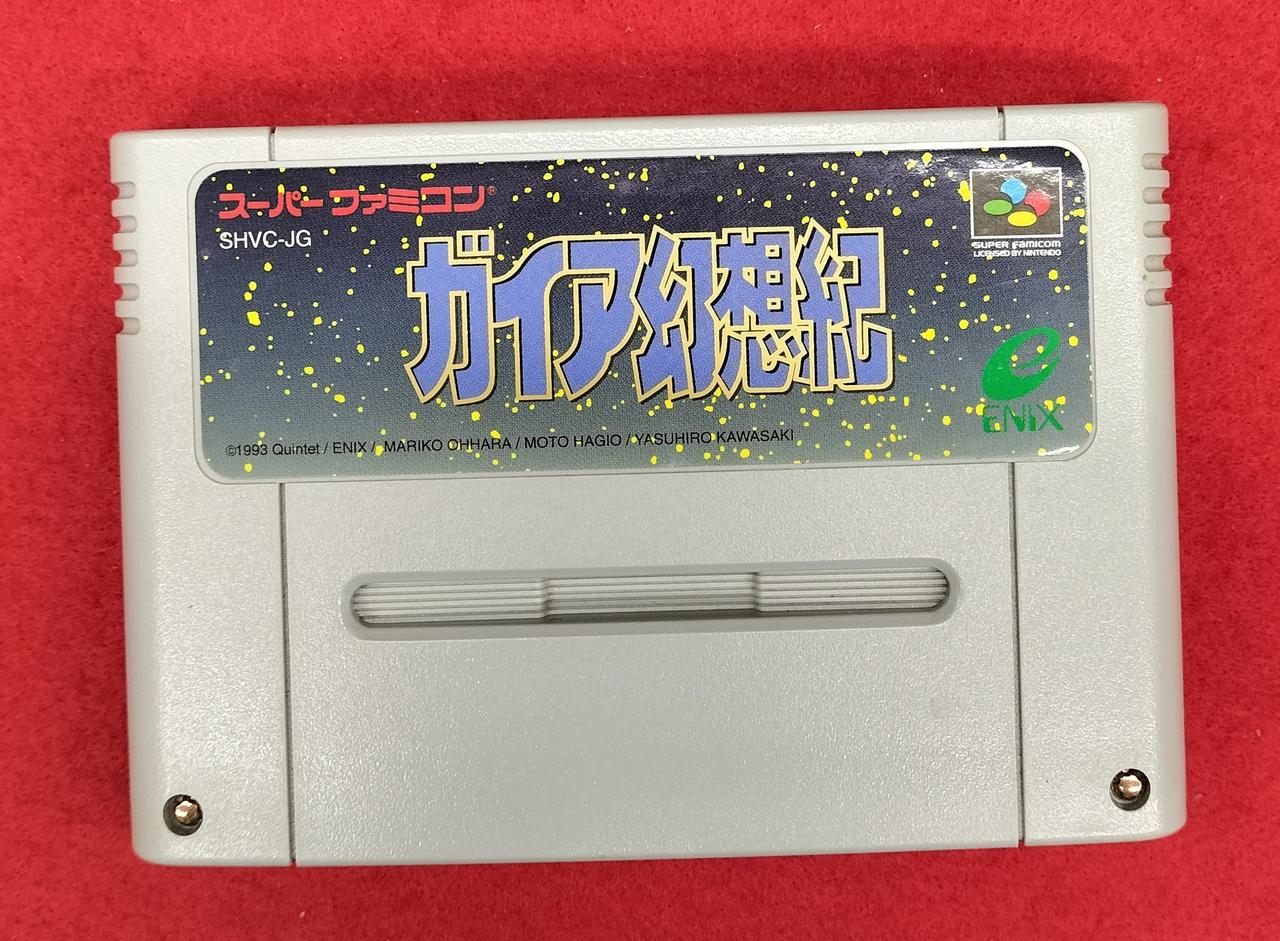 スーパーファミコン®
SHVC-JG
ガイア幻想紀
SUPER Famicom
LICENSED BY NINTENDO
ENIX
©1993 Quintet / ENIX / MARIKO OHHARA / MOTO HAGIO / YASUHIRO KAWASAKI